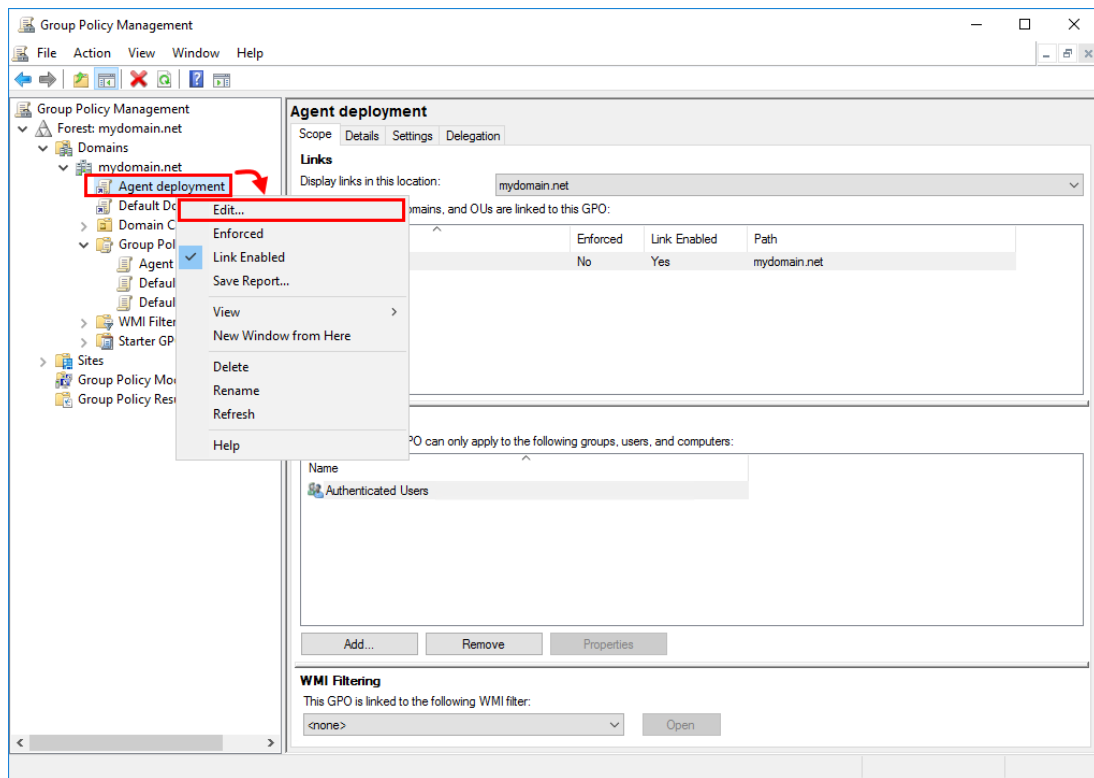 Group Policy Management
File Action View Window Help
Group Policy Management
Forest: mydomain.net
Domains
mydomain.net
Agent deployment
Default Do
Domain C
Group Pol
Agent
Defaul
Defaul
WMI Filter
Starter GP
Sites
Group Policy Mod
Group Policy Resu
Edit...
Enforced
Link Enabled
Save Report...
View
New Window from Here
Delete
Rename
Refresh
Help
Agent deployment
Scope Details Settings Delegation
Links
Display links in this location: mydomain.net
omains, and OUs are linked to this GPO:
Enforced Link Enabled Path
No Yes mydomain.net
PO can only apply to the following groups, users, and computers:
Name
Authenticated Users
Add... Remove Properties
WMI Filtering
This GPO is linked to the following WMI filter:
<none> Open